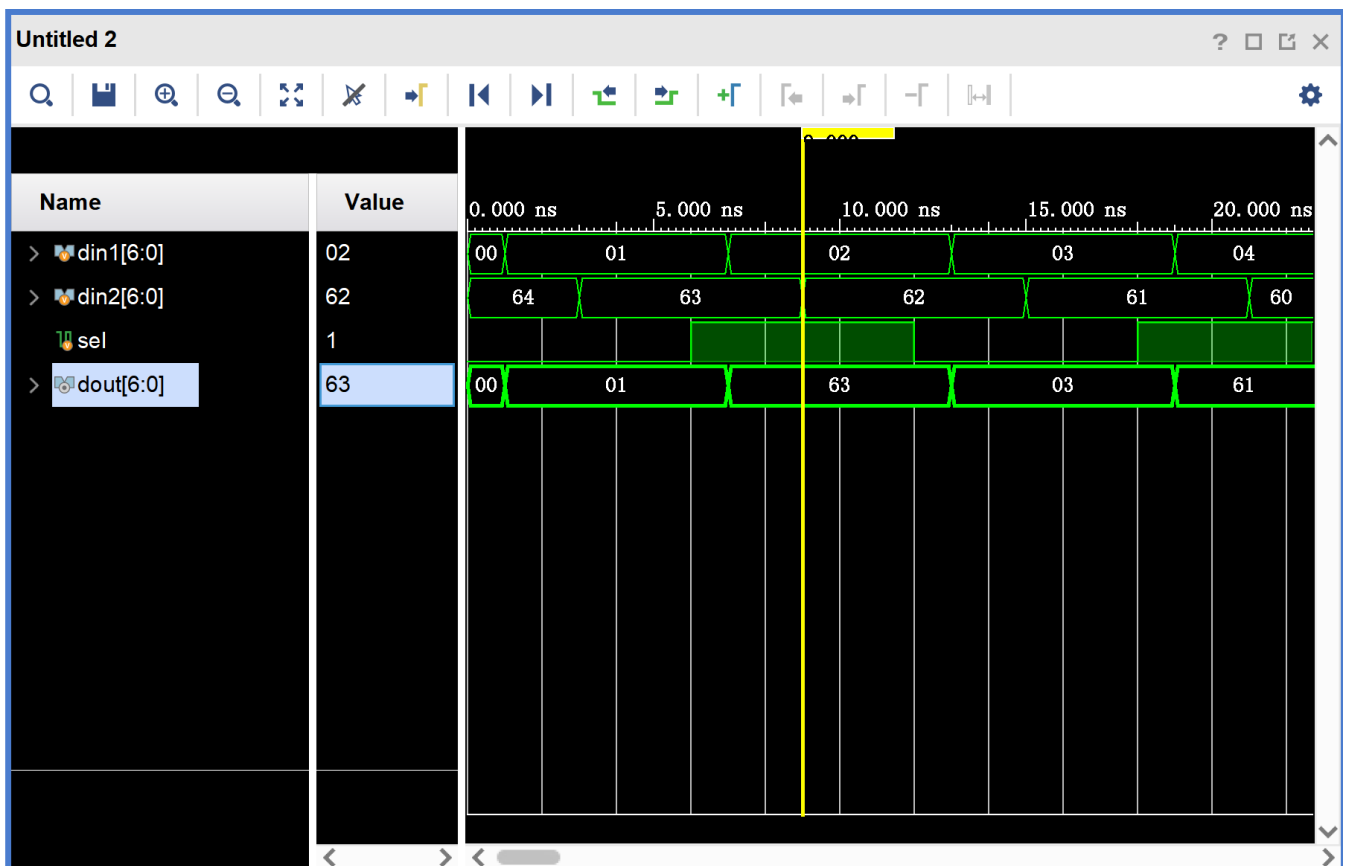 Untitled 2
Name Value
0.000 ns 5.000 ns 10.000 ns 15.000 ns 20.000 ns
din1[6:0] 02 00 01 02 03 04
din2[6:0] 62 64 63 62 61 60
sel 1
dout[6:0] 63 00 01 63 03 61